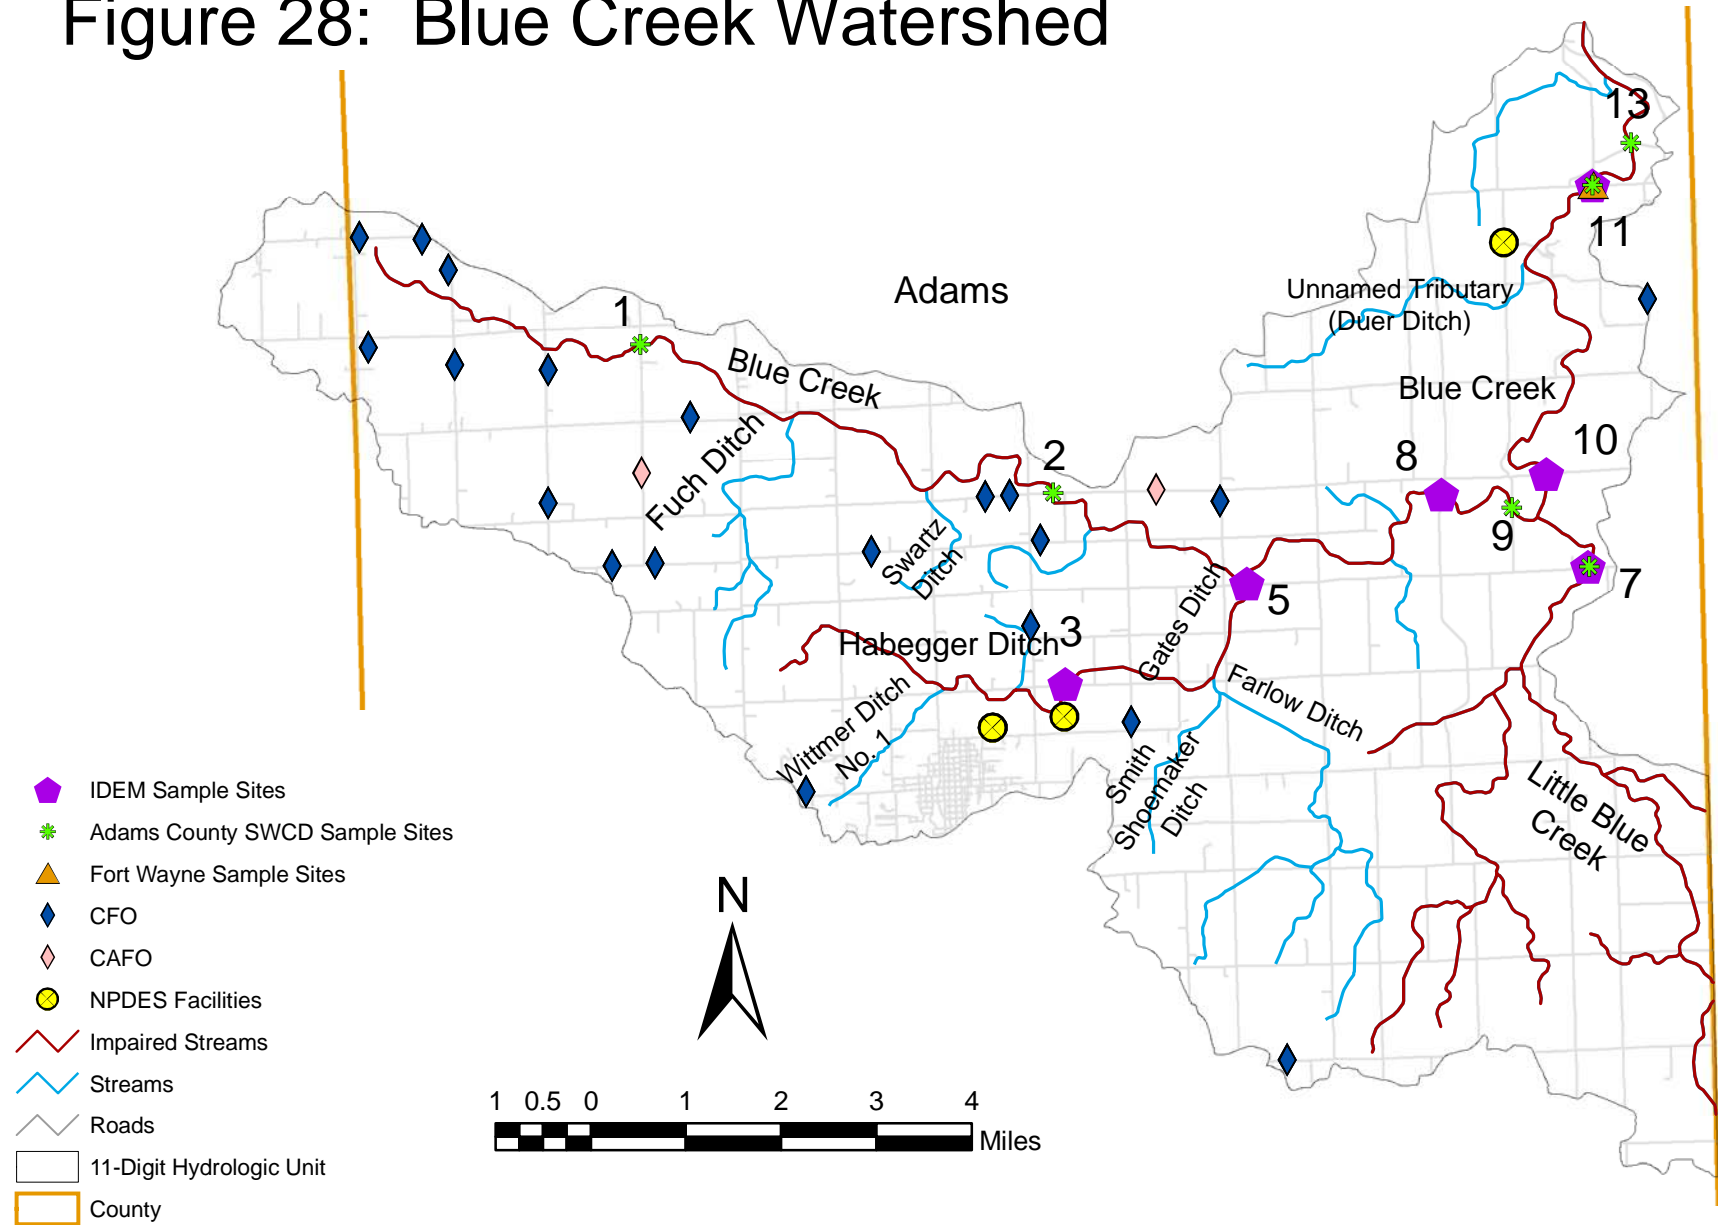 Figure 28: Blue Creek Watershed
13
11
Adams
Unnamed Tributary
(Duer Ditch)
1
Blue Creek
Blue Creek
Fuch Ditch
2
8
10
9
Swartz
Ditch
7
5
Gates Ditch
Habegger Ditch
3
Farlow Ditch
Wittmer Ditch
No. 1
Smith
Shoemaker
Ditch
Little Blue
Creek
IDEM Sample Sites
Adams County SWCD Sample Sites
Fort Wayne Sample Sites
CFO
CAFO
NPDES Facilities
Impaired Streams
Streams
Roads
11-Digit Hydrologic Unit
County
N
1 0.5 0 1 2 3 4
Miles